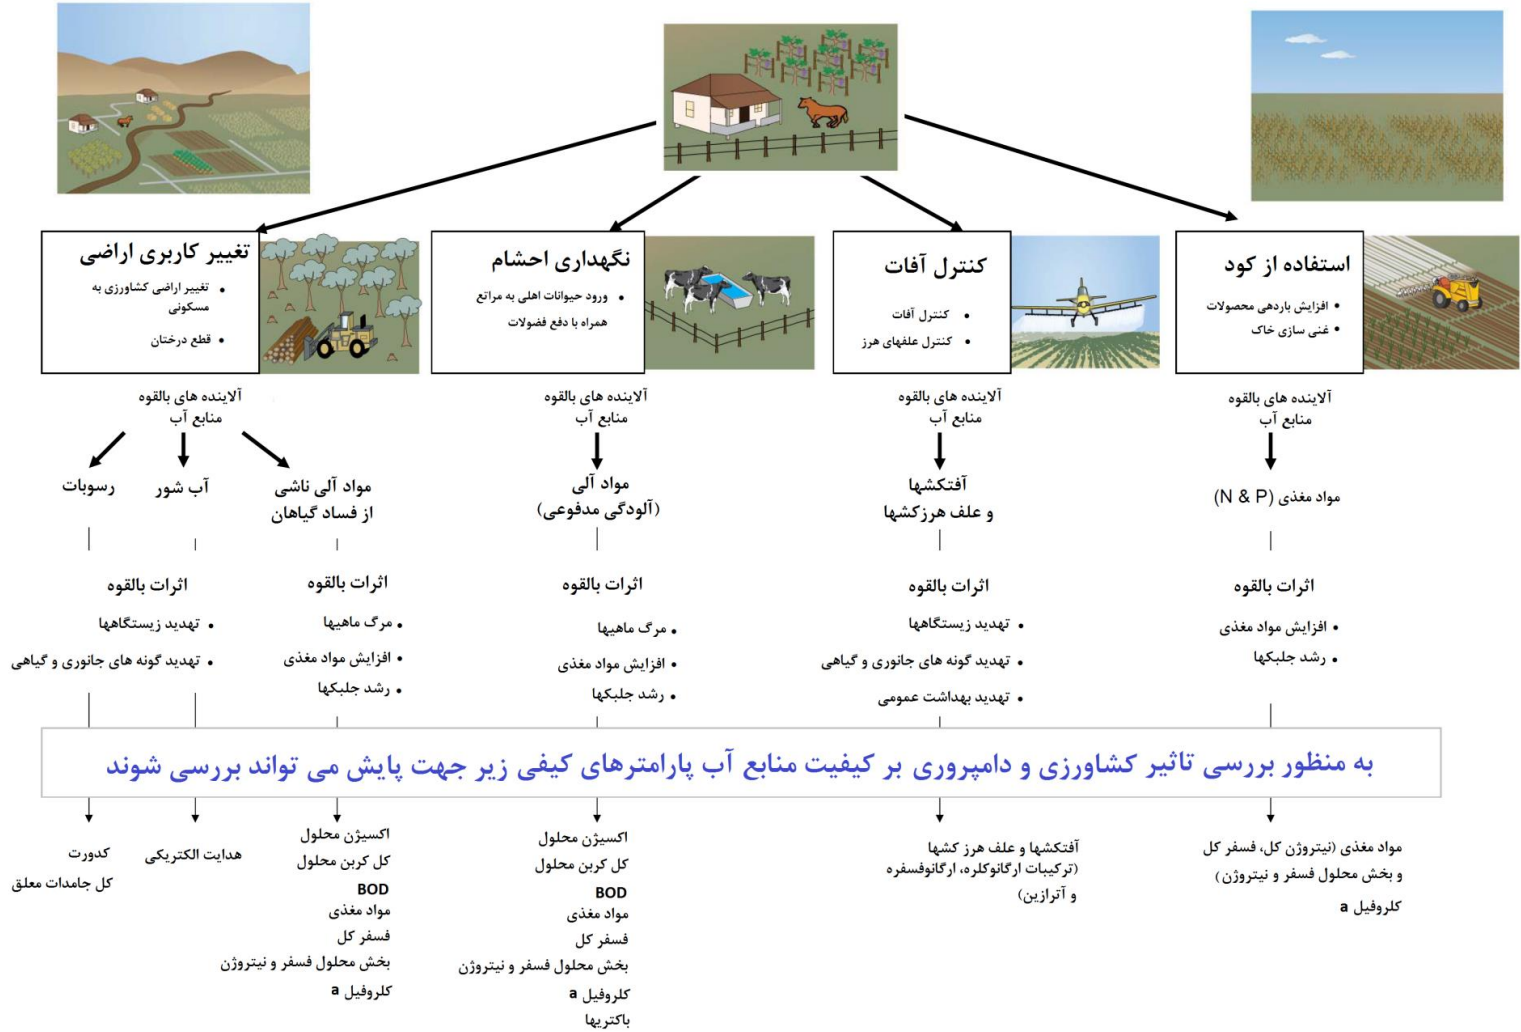 استفاده از کود
• افزایش باردهی محصولات
• غنی سازی خاک
آلاینده های بالقوه
منابع آب
مواد مغذی (N & P)
اثرات بالقوه
• افزایش مواد مغذی
• رشد جلبکها
کنترل آفات
• کنترل آفات
• کنترل علفهای هرز
آلاینده های بالقوه
منابع آب
آفتکشها
و علف هرزکشها
اثرات بالقوه
• تهدید زیستگاهها
• تهدید گونه های جانوری و گیاهی
• تهدید بهداشت عمومی
نگهداری احشام
• ورود حیوانات اهلی به مراتع
همراه با دفع فضولات
آلاینده های بالقوه
منابع آب
مواد آلی
(آلودگی مدفوعی)
اثرات بالقوه
• مرگ ماهیها
• افزایش مواد مغذی
• رشد جلبکها
تغییر کاربری اراضی
• تغییر اراضی کشاورزی به
مسکونی
• قطع درختان
آلاینده های بالقوه
منابع آب
مواد آلی ناشی
از فساد گیاهان
آب شور
رسوبات
اثرات بالقوه
• مرگ ماهیها
• افزایش مواد مغذی
• رشد جلبکها
اثرات بالقوه
• تهدید زیستگاهها
• تهدید گونه های جانوری و گیاهی
به منظور بررسی تاثیر کشاورزی و دامپروری بر کیفیت منابع آب پارامترهای کیفی زیر جهت پایش می تواند بررسی شوند
مواد مغذی (نیتروژن کل، فسفر کل
و بخش محلول فسفر و نیتروژن)
کلروفیل a
آفتکشها و علف هرز کشها
(ترکیبات ارگانوکلره، ارگانوفسفره
و آترازین)
اکسیژن محلول
کل کربن محلول
BOD
مواد مغذی
فسفر کل
بخش محلول فسفر و نیتروژن
کلروفیل a
باکتریها
اکسیژن محلول
کل کربن محلول
BOD
مواد مغذی
فسفر کل
بخش محلول فسفر و نیتروژن
کلروفیل a
هدایت الکتریکی
کدورت
کل جامدات معلق